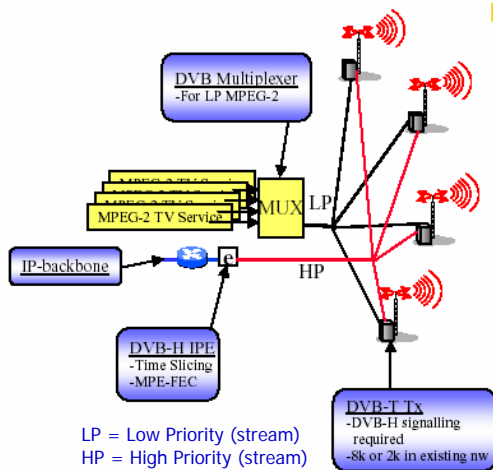 DVB Multiplexer
-For LP MPEG-2
MPEG-2 TV Service
MUX
LP
IP-backbone
e
HP
DVB-H IPE
-Time Slicing
-MPE-FEC
DVB-T Tx
-DVB-H signalling
required
-8k or 2k in existing nw
LP = Low Priority (stream)
HP = High Priority (stream)